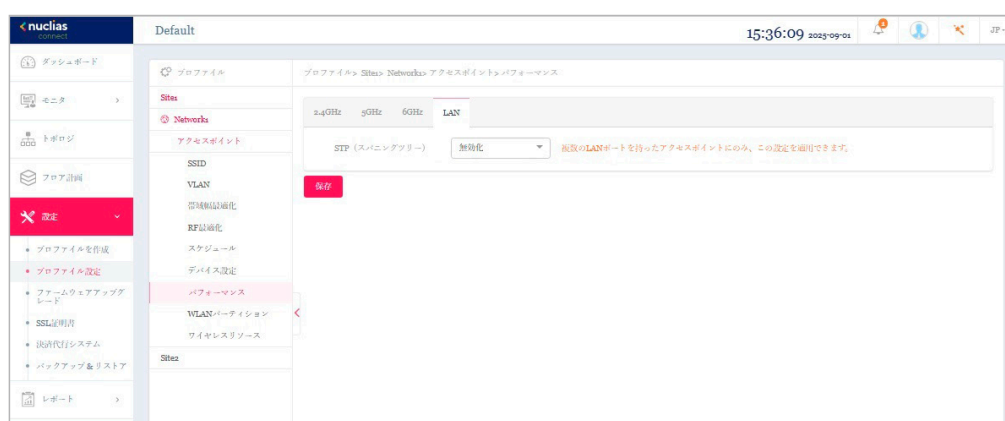 nuclias
connect
Default
15:36:09 2025-09-01
JP
ダッシュボード
モニタ
トポロジ
フロア計画
設定
プロファイルを作成
プロファイル設定
ファームウェアアップグ
レード
SSL証明書
決済代行システム
バックアップ & リストア
レポート
プロファイル
Site1
Networks
アクセスポイント
SSID
VLAN
帯域幅最適化
RF最適化
スケジュール
デバイス設定
パフォーマンス
WLANパーティション
ワイヤレスリソース
Site2
プロファイル> Site1> Networks> アクセスポイント> パフォーマンス
2.4GHz 5GHz 6GHz LAN
STP（スパニングツリー） 無効化 複数のLANポートを持ったアクセスポイントにのみ、この設定を適用できます。
保存